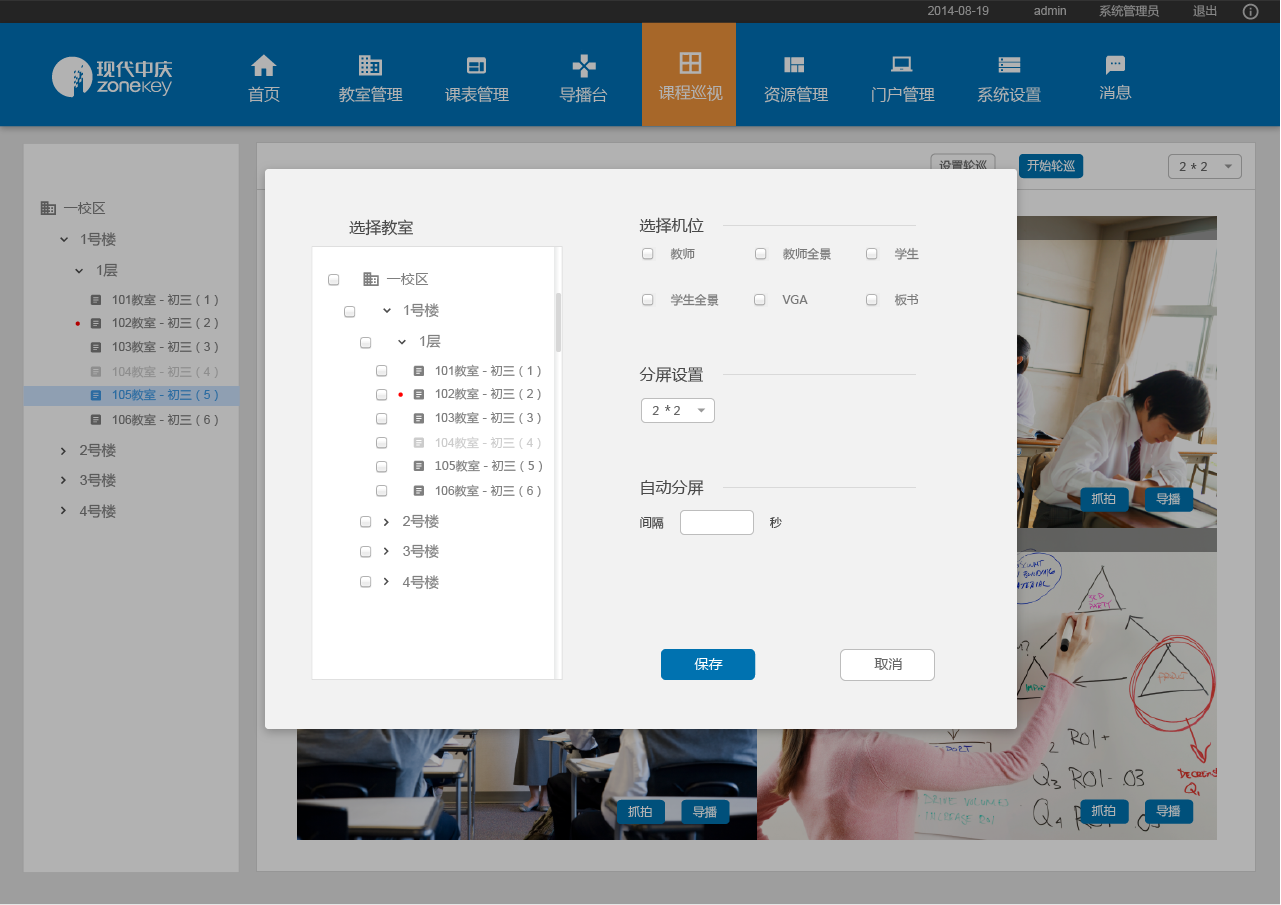 2014-08-19 admin 系统管理员 退出
现代中庆
zonekey
首页 教室管理 课表管理 导播台 课程巡视 资源管理 门户管理 系统设置 消息
设置轮巡 开始轮巡 2 * 2
一校区
1号楼
1层
101教室 - 初三 ( 1 )
102教室 - 初三 ( 2 )
103教室 - 初三 ( 3 )
104教室 - 初三 ( 4 )
105教室 - 初三 ( 5 )
106教室 - 初三 ( 6 )
2号楼
3号楼
4号楼
选择教室
一校区
1号楼
1层
101教室 - 初三 ( 1 )
102教室 - 初三 ( 2 )
103教室 - 初三 ( 3 )
104教室 - 初三 ( 4 )
105教室 - 初三 ( 5 )
106教室 - 初三 ( 6 )
2号楼
3号楼
4号楼
选择机位
教师 教师全景 学生
学生全景 VGA 板书
分屏设置
2 * 2
自动分屏
间隔 秒
保存 取消
抓拍 导播
抓拍 导播
抓拍 导播
ROI +
Q3 ROI - 03
Q4